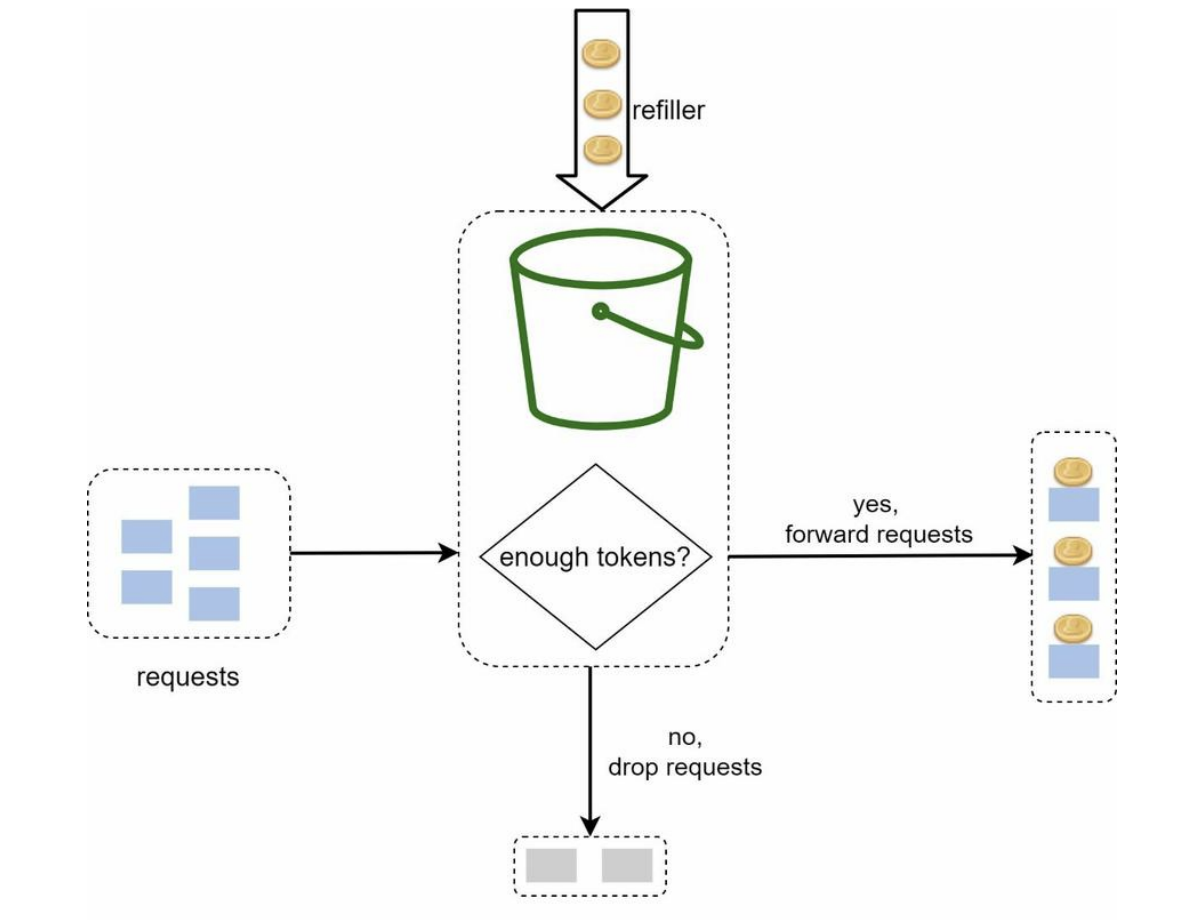 refiller
enough tokens?
yes,
forward requests
requests
no,
drop requests